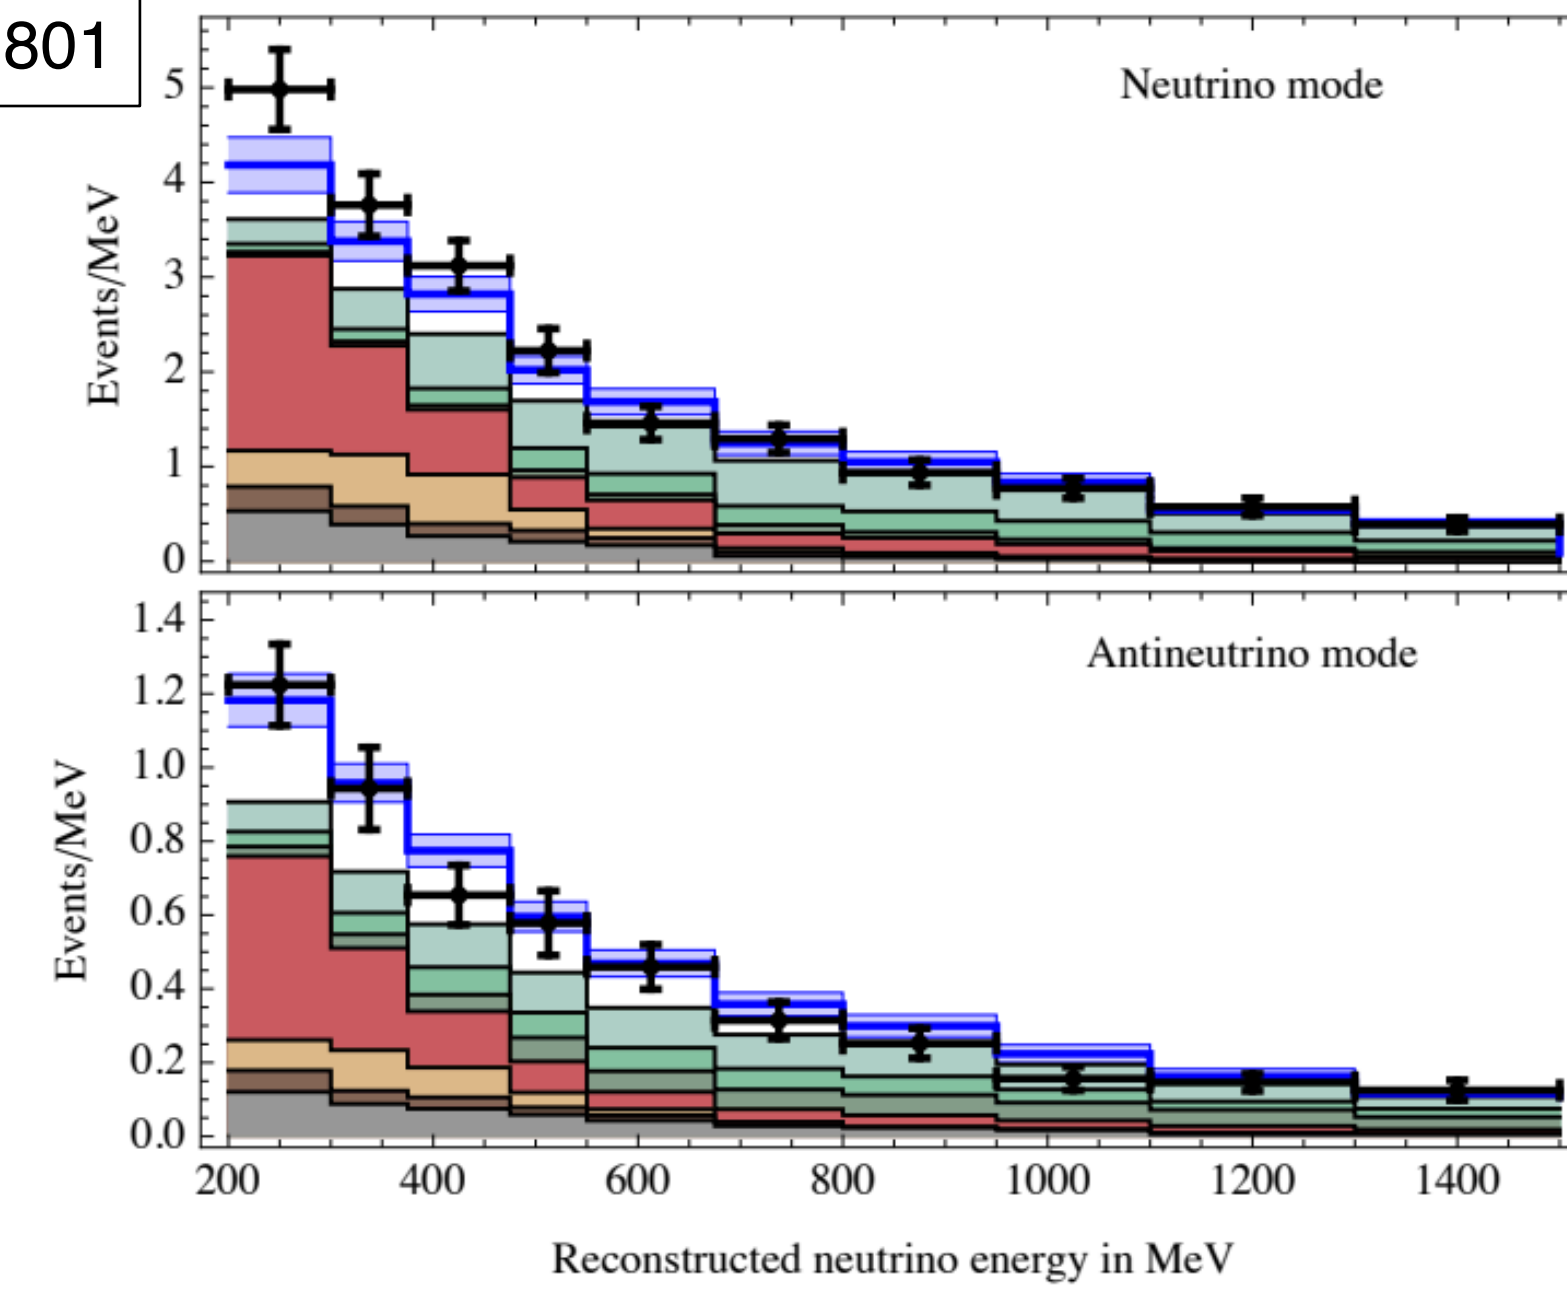 801
Neutrino mode
Events/MeV
5
4
3
2
1
0
Antineutrino mode
Events/MeV
1.4
1.2
1.0
0.8
0.6
0.4
0.2
0.0
200 400 600 800 1000 1200 1400
Reconstructed neutrino energy in MeV